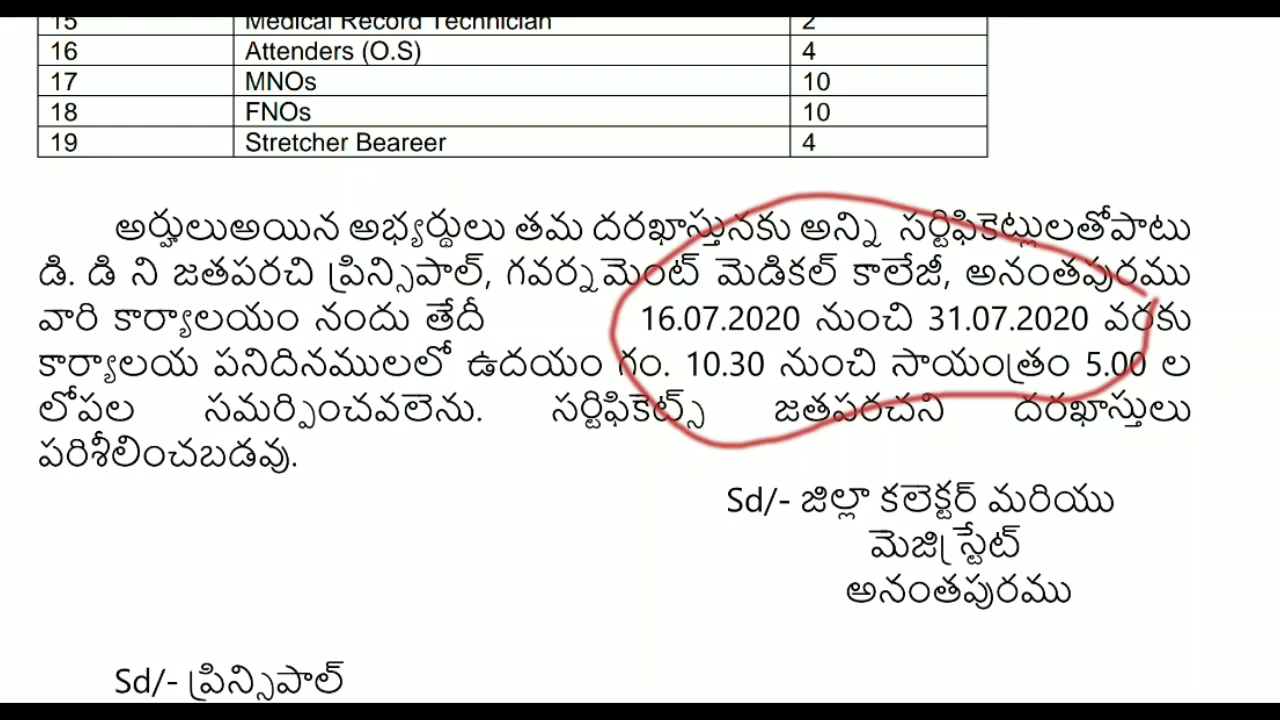 15 Medical Record Technician 2
16 Attenders (O.S) 4
17 MNOs 10
18 FNOs 10
19 Stretcher Beareer 4
అర్హులుఅయిన అభ్యర్థులు తమ దరఖాస్తునకు అన్ని సర్టిఫికెట్లులతోపాటు
డి. డి ని జతపరచి ప్రిన్సిపాల్, గవర్నమెంట్ మెడికల్ కాలేజీ, అనంతపురము
వారి కార్యాలయం నందు తేదీ 16.07.2020 నుంచి 31.07.2020 వరకు
కార్యాలయ పనిదినములలో ఉదయం గం. 10.30 నుంచి సాయంత్రం 5.00 ల
లోపల సమర్పించవలెను. సర్టిఫికెట్స్ జతపరచని దరఖాస్తులు
పరిశీలించబడవు.
Sd/- జిల్లా కలెక్టర్ మరియు
మెజిస్ట్రేట్
అనంతపురము
Sd/- ప్రిన్సిపాల్